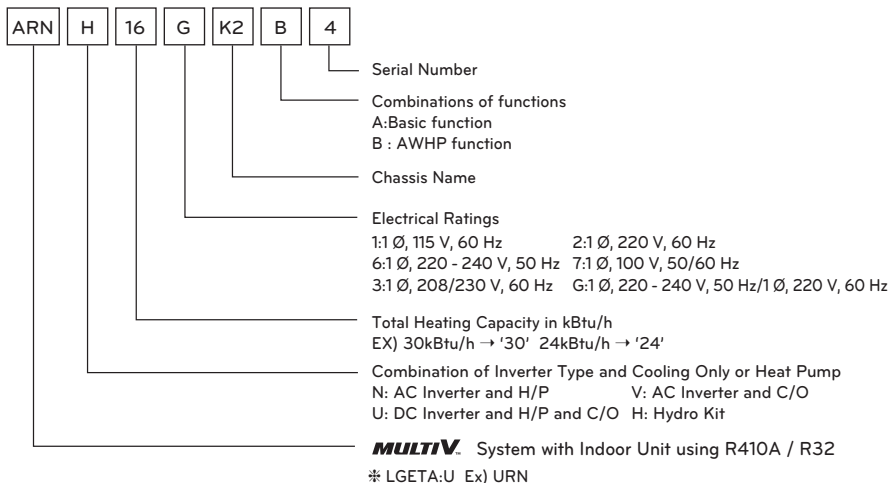 ARN H 16 G K2 B 4
Serial Number
Combinations of functions
A:Basic function
B : AWHP function
Chassis Name
Electrical Ratings
1:1 Ø, 115 V, 60 Hz 2:1 Ø, 220 V, 60 Hz
6:1 Ø, 220 - 240 V, 50 Hz 7:1 Ø, 100 V, 50/60 Hz
3:1 Ø, 208/230 V, 60 Hz G:1 Ø, 220 - 240 V, 50 Hz/1 Ø, 220 V, 60 Hz
Total Heating Capacity in kBtu/h
EX) 30kBtu/h → '30' 24kBtu/h → '24'
Combination of Inverter Type and Cooling Only or Heat Pump
N: AC Inverter and H/P V: AC Inverter and C/O
U: DC Inverter and H/P and C/O H: Hydro Kit
MULTI V™ System with Indoor Unit using R410A / R32
❈ LGETA:U Ex) URN